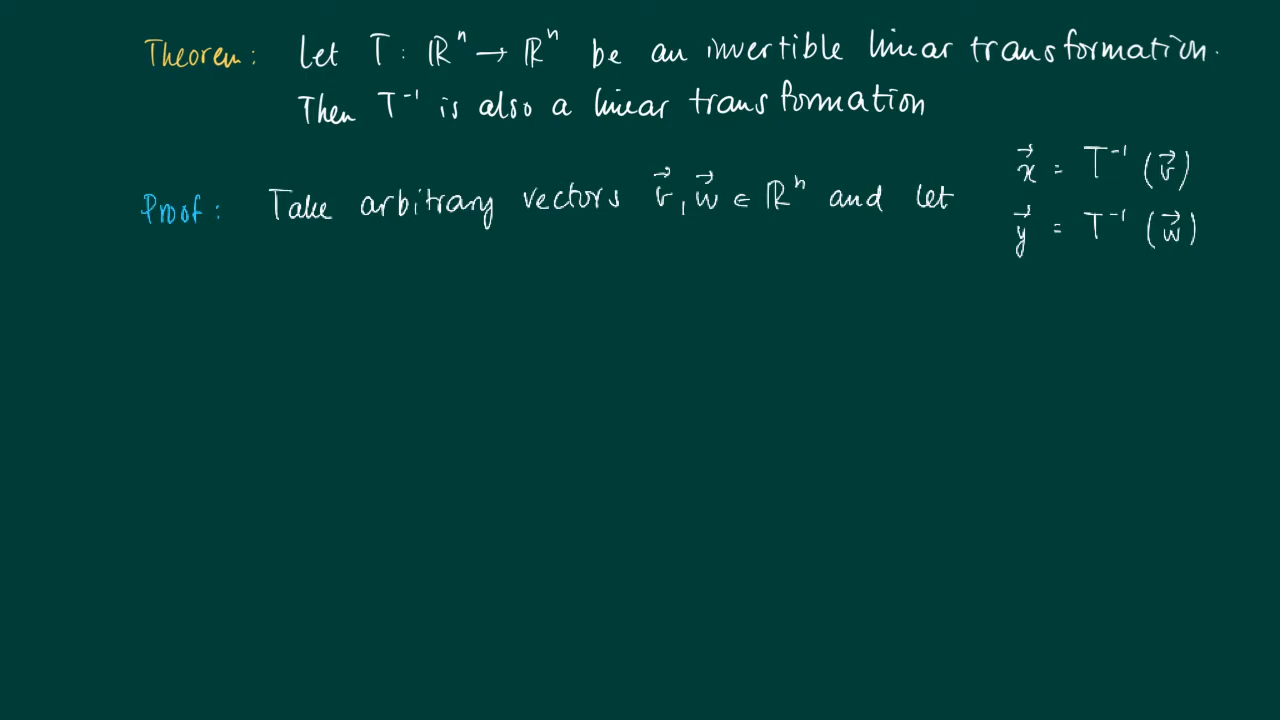 Theorem: Let T: ℝⁿ → ℝⁿ be an invertible linear transformation.
Then T⁻¹ is also a linear transformation
Proof: Take arbitrary vectors v⃗, w⃗ ∈ ℝⁿ and let
x⃗ = T⁻¹ (v⃗)
y⃗ = T⁻¹ (w⃗)